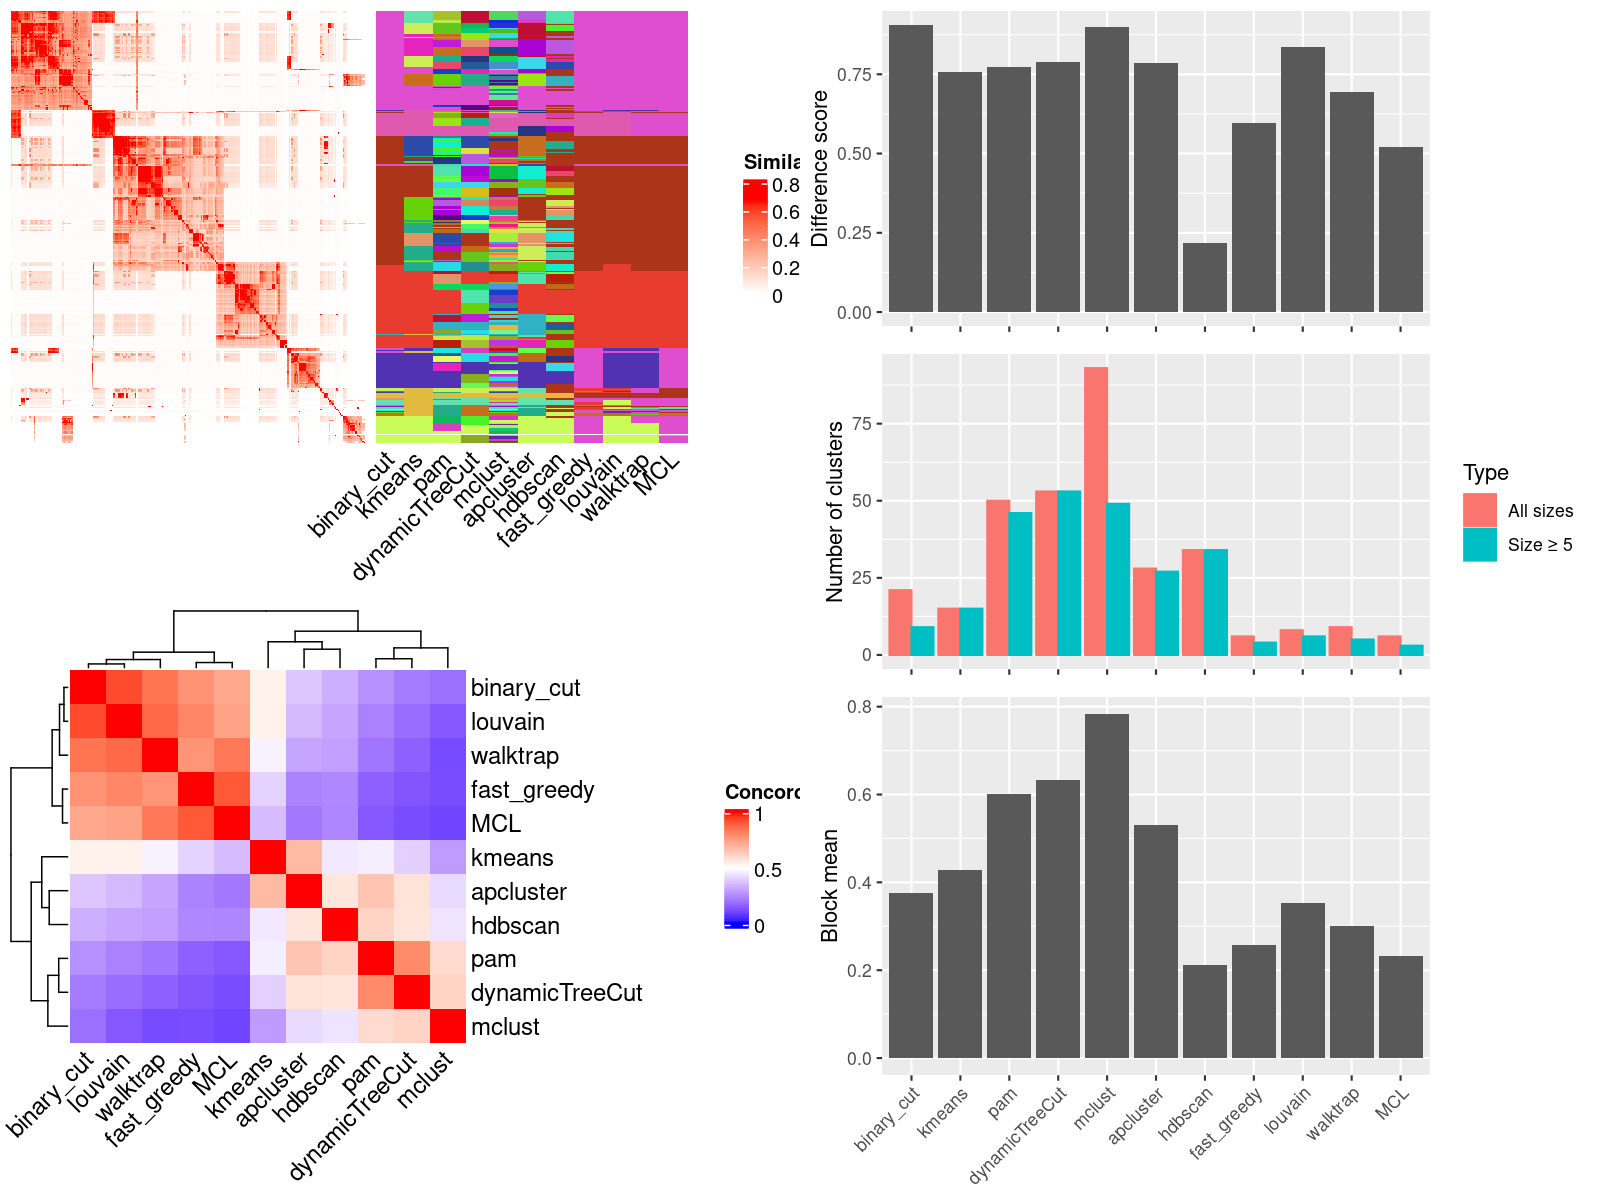 Simila
0.8
0.6
0.4
0.2
0
binary_cut
kmeans
pam
dynamicTreeCut
mclust
apcluster
hdbscan
fast_greedy
louvain
walktrap
MCL
Difference score
0.75
0.50
0.25
0.00
Number of clusters
75
50
25
0
Type
All sizes
Size ≥ 5
binary_cut
louvain
walktrap
fast_greedy
MCL
kmeans
apcluster
hdbscan
pam
dynamicTreeCut
mclust
binary_cut
louvain
walktrap
fast_greedy
MCL
kmeans
apcluster
hdbscan
pam
dynamicTreeCut
mclust
Concord
1
0.5
0
Block mean
0.8
0.6
0.4
0.2
0.0
binary_cut
kmeans
pam
dynamicTreeCut
mclust
apcluster
hdbscan
fast_greedy
louvain
walktrap
MCL